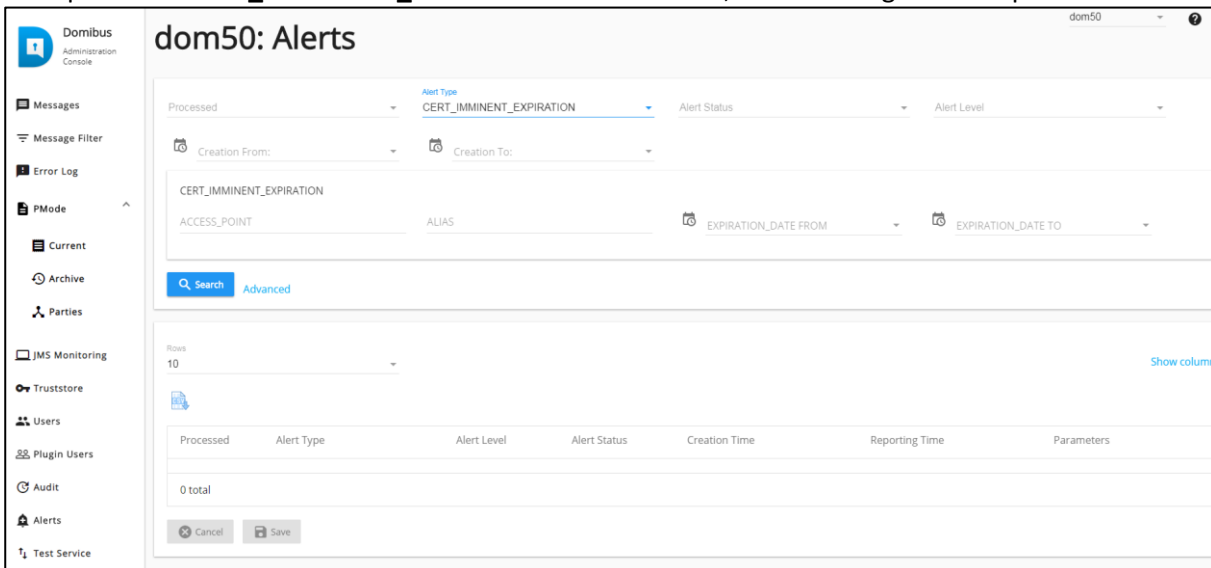 Domibus
Administration
Console
dom50: Alerts
dom50
Messages
Message Filter
Error Log
PMode
Current
Archive
Parties
JMS Monitoring
Truststore
Users
Plugin Users
Audit
Alerts
Test Service
Processed
Alert Type
CERT_IMMINENT_EXPIRATION
Alert Status
Alert Level
Creation From:
Creation To:
CERT_IMMINENT_EXPIRATION
ACCESS_POINT
ALIAS
EXPIRATION_DATE FROM
EXPIRATION_DATE TO
Search
Advanced
Rows
10
Show colum
Processed Alert Type Alert Level Alert Status Creation Time Reporting Time Parameters
0 total
Cancel
Save